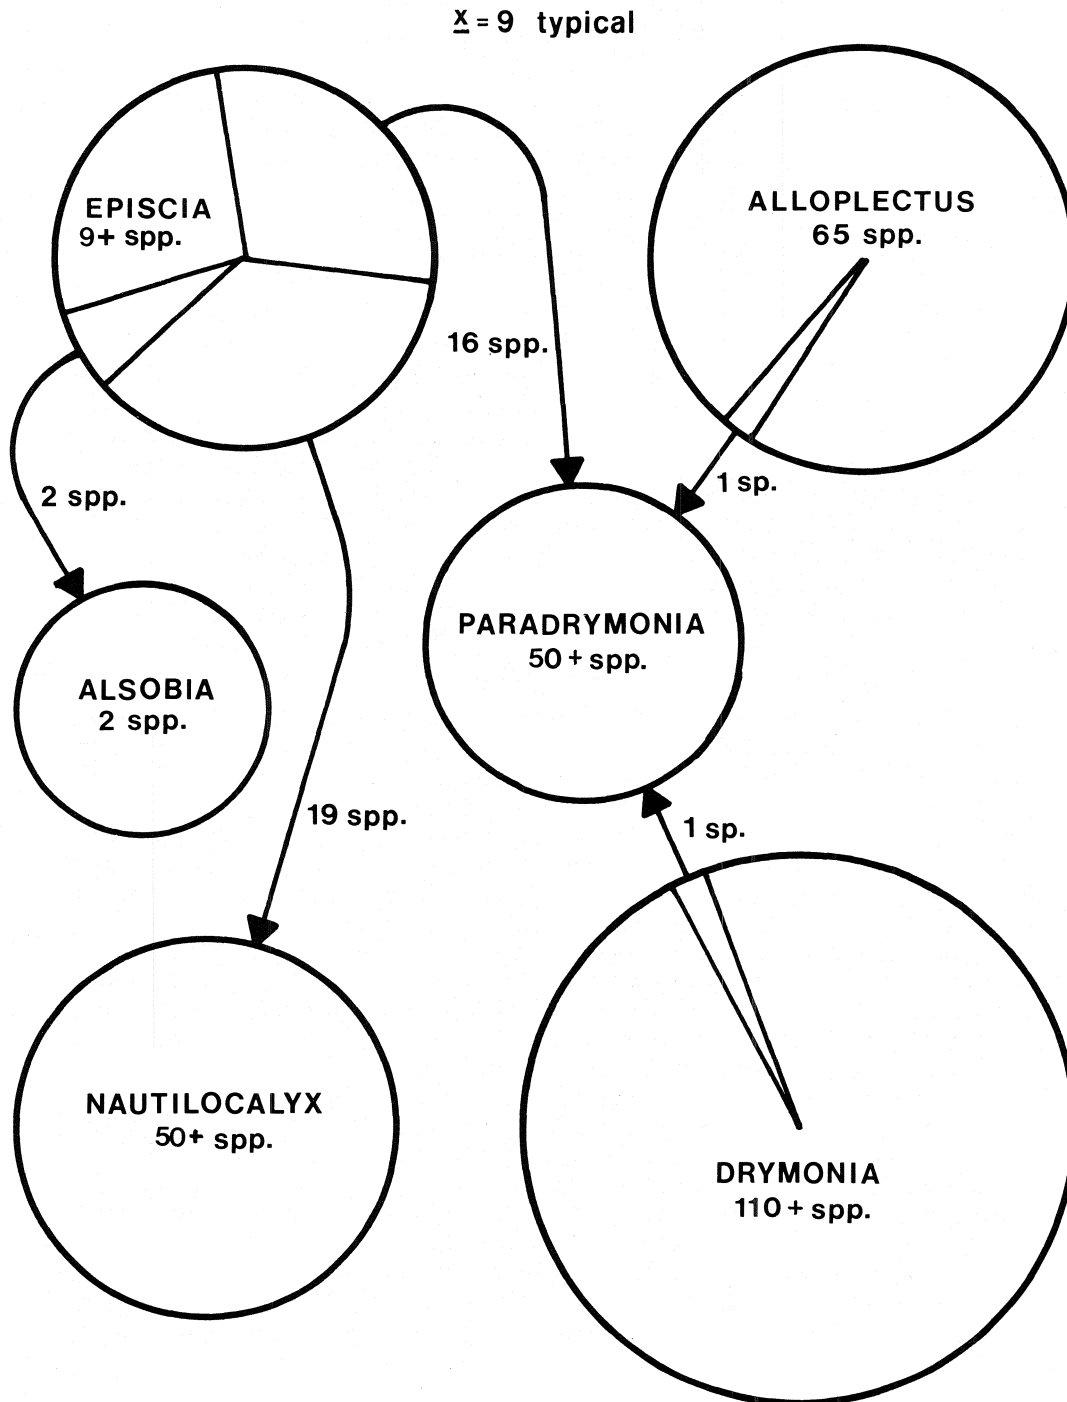 x = 9 typical
EPISCIA
9+ spp.
ALLOPLECTUS
65 spp.
16 spp.
1 sp.
2 spp.
PARADRYMONIA
50+ spp.
ALSOBIA
2 spp.
19 spp.
1 sp.
NAUTILOCALYX
50+ spp.
DRYMONIA
110+ spp.